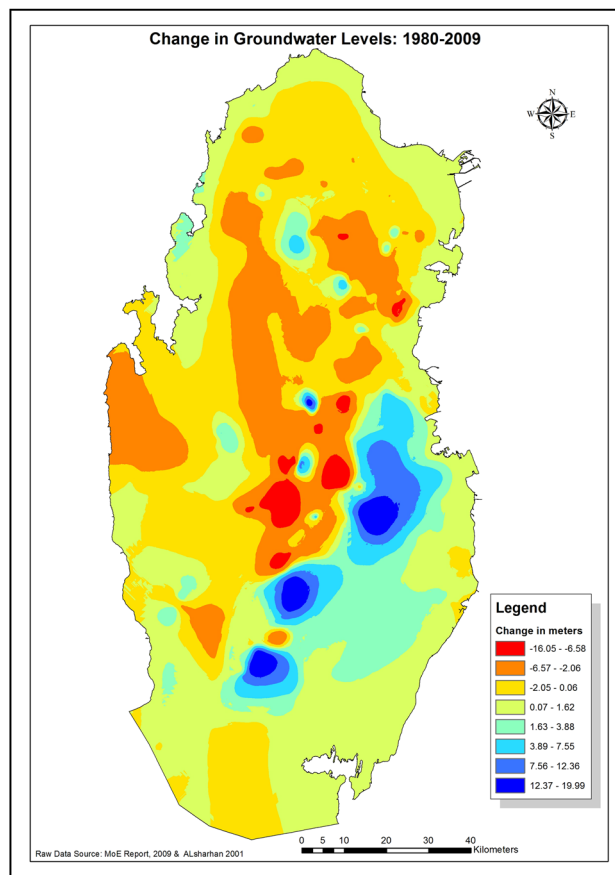 Change in Groundwater Levels: 1980-2009
N
W E
S
Legend
Change in meters
-16.05 - -6.58
-6.57 - -2.06
-2.05 - 0.06
0.07 - 1.62
1.63 - 3.88
3.89 - 7.55
7.56 - 12.36
12.37 - 19.99
Raw Data Source: MoE Report, 2009 & ALsharhan 2001
0 5 10 20 30 40
Kilometers